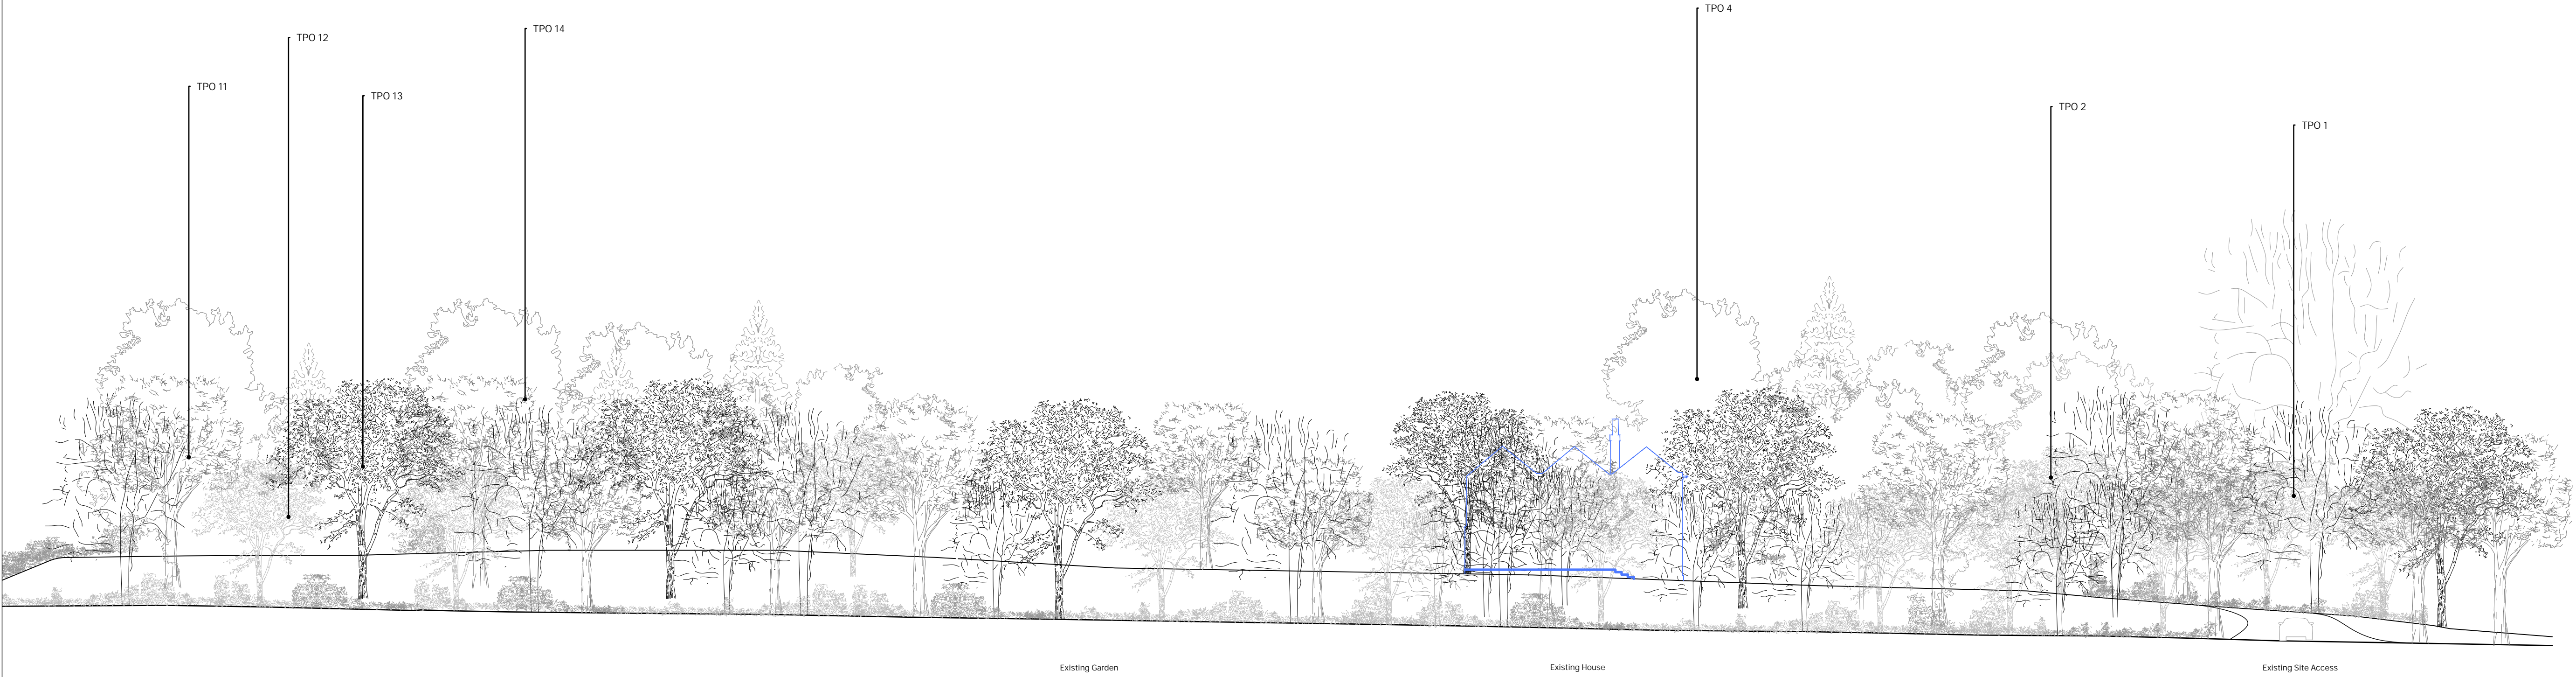 TPO 11
TPO 12
TPO 13
TPO 14
TPO 4
TPO 2
TPO 1
Existing Garden
Existing House
Existing Site Access